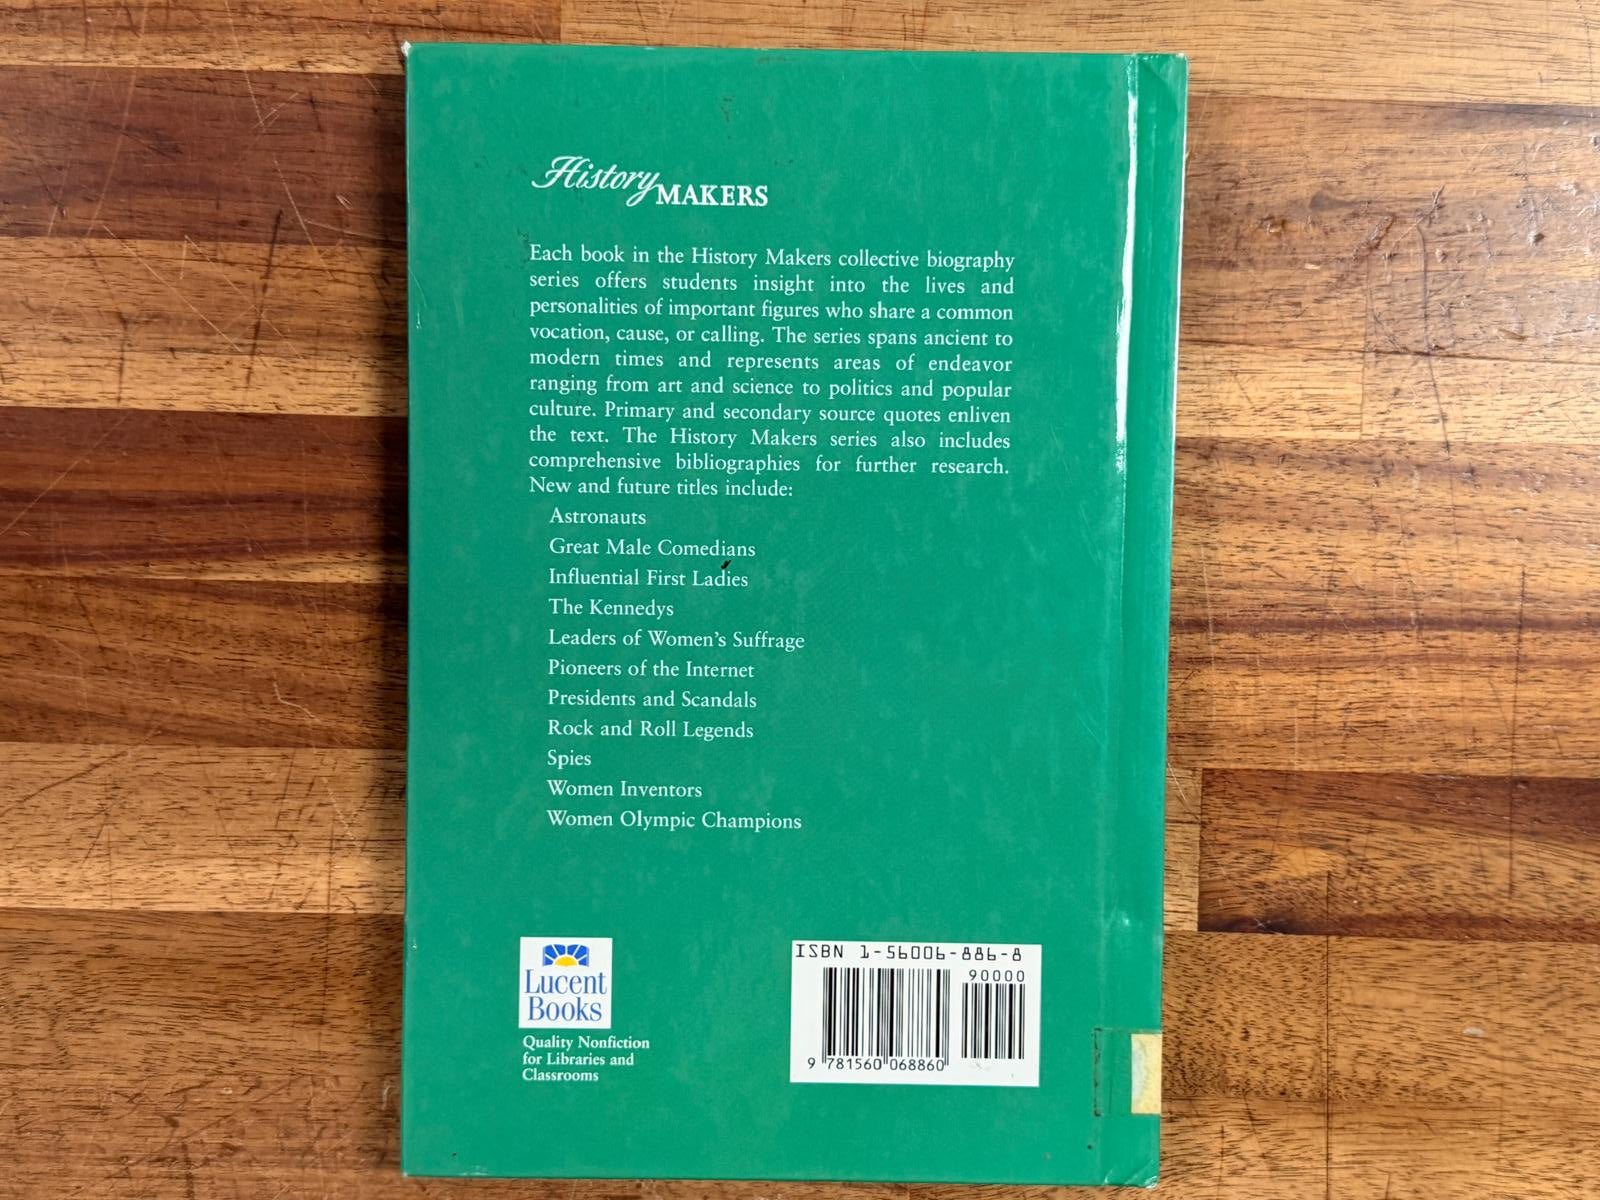 History MAKERS
Each book in the History Makers collective biography
series offers students insight into the lives and
personalities of important figures who share a common
vocation, cause, or calling. The series spans ancient to
modern times and represents areas of endeavor
ranging from art and science to politics and popular
culture. Primary and secondary source quotes enliven
the text. The History Makers series also includes
comprehensive bibliographies for further research.
New and future titles include:
Astronauts
Great Male Comedians
Influential First Ladies
The Kennedys
Leaders of Women's Suffrage
Pioneers of the Internet
Presidents and Scandals
Rock and Roll Legends
Spies
Women Inventors
Women Olympic Champions
Lucent
Books
Quality Nonfiction
for Libraries and
Classrooms
ISBN 1-56006-886-8
90000
9 781560 068860